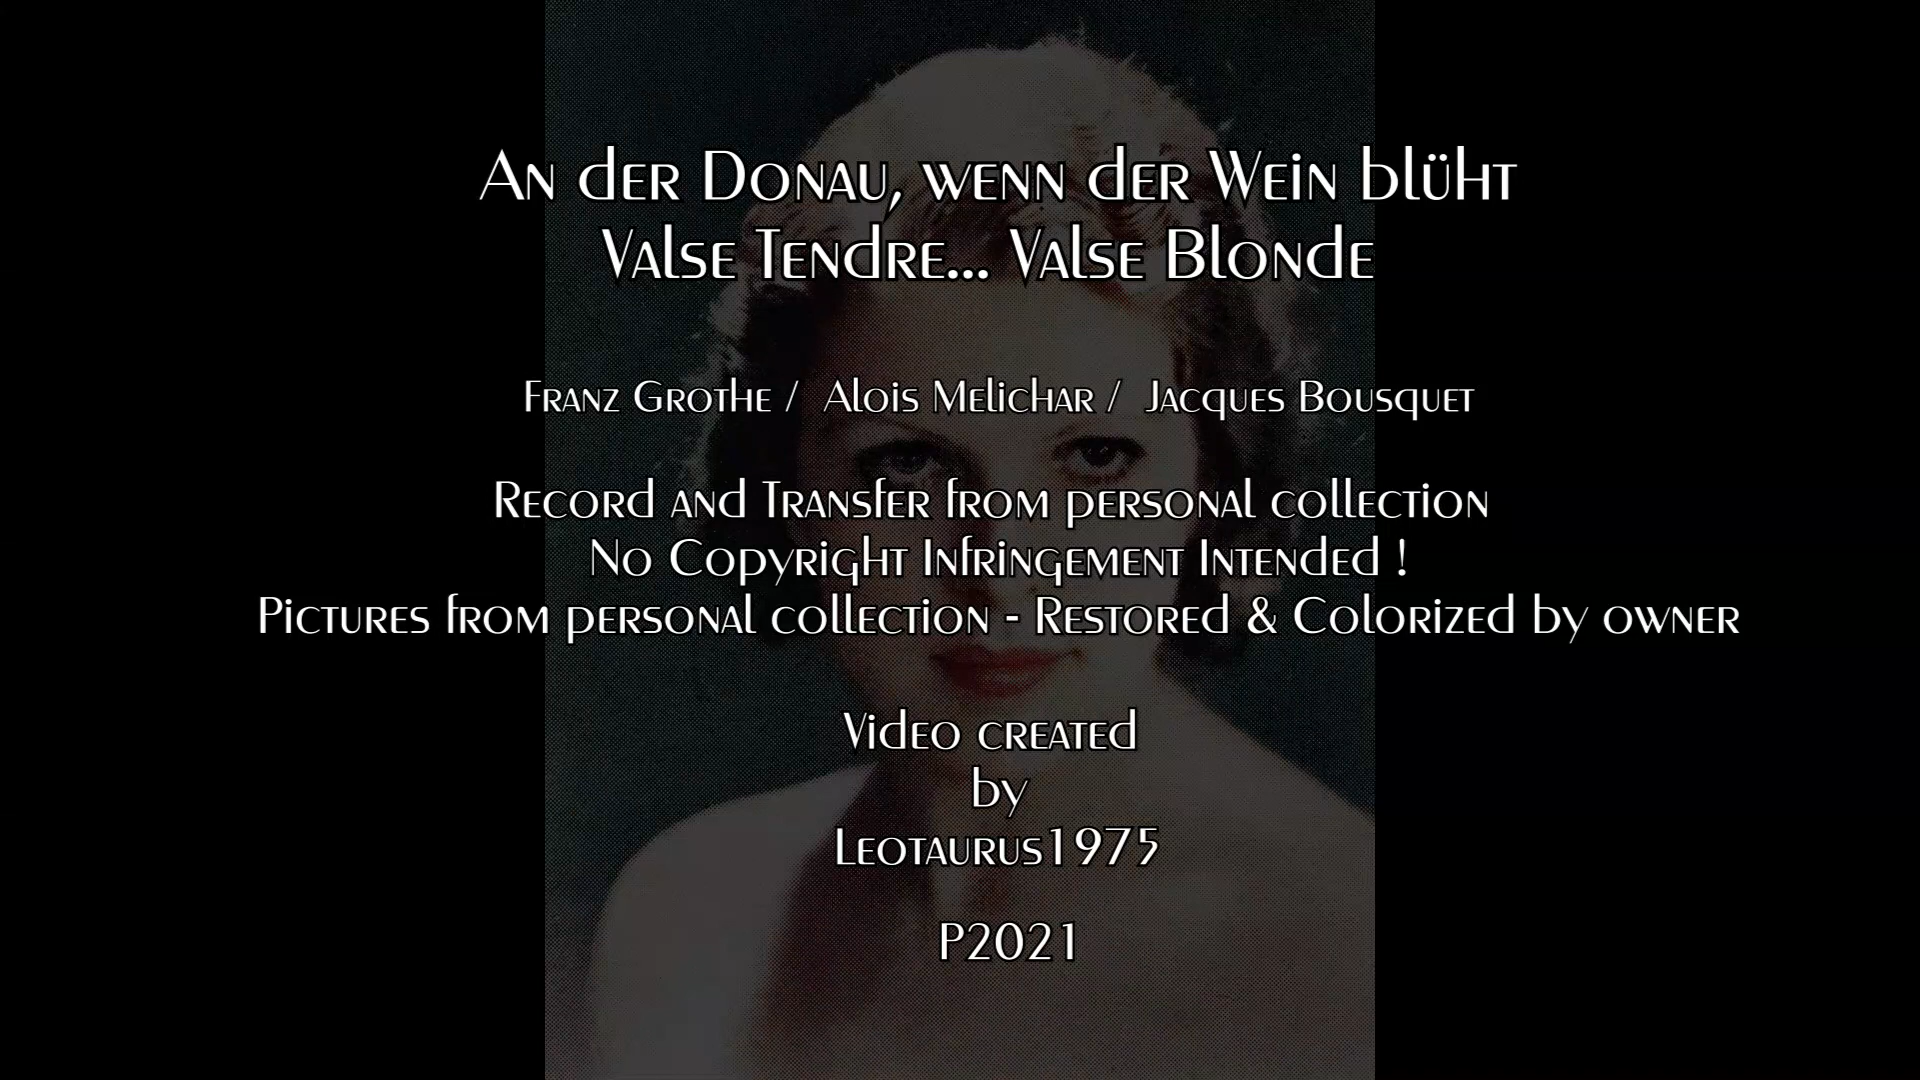 An der Donau, wenn der Wein blüht
Valse Tendre... Valse Blonde
Franz Grothe / Alois Melichar / Jacques Bousquet
Record and Transfer from personal collection
No Copyright Infringement Intended !
Pictures from personal collection - Restored & Colorized by owner
Video created
by
Leotaurus1975
P2021